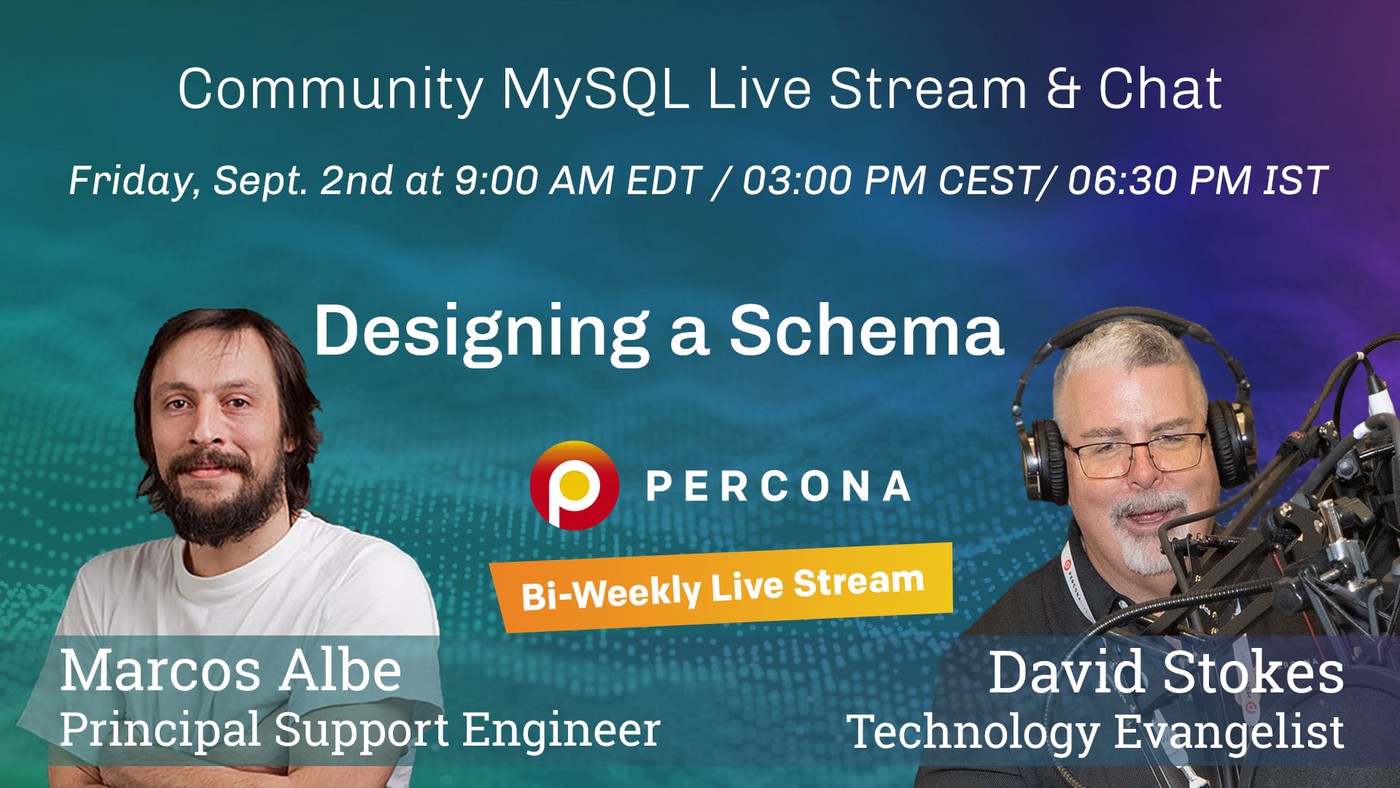 Community MySQL Live Stream & Chat
Friday, Sept. 2nd at 9:00 AM EDT / 03:00 PM CEST/ 06:30 PM IST
Designing a Schema
PERCONA
Bi-Weekly Live Stream
PERCONA
Marcos Albe
Principal Support Engineer
David Stokes
Technology Evangelist